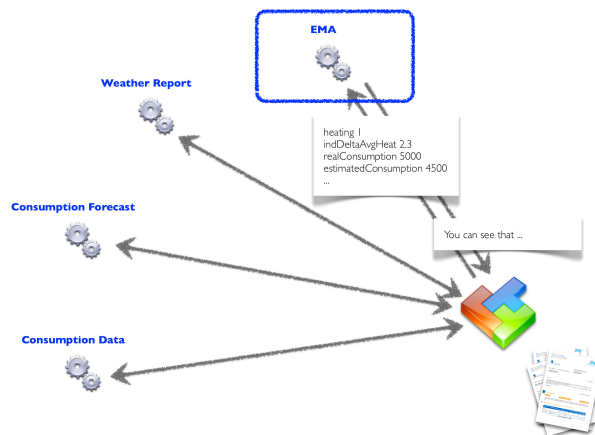 EMA
Weather Report
heating 1
indDeltaAvgHeat 2.3
realConsumption 5000
estimatedConsumption 4500
...
Consumption Forecast
You can see that ...
Consumption Data